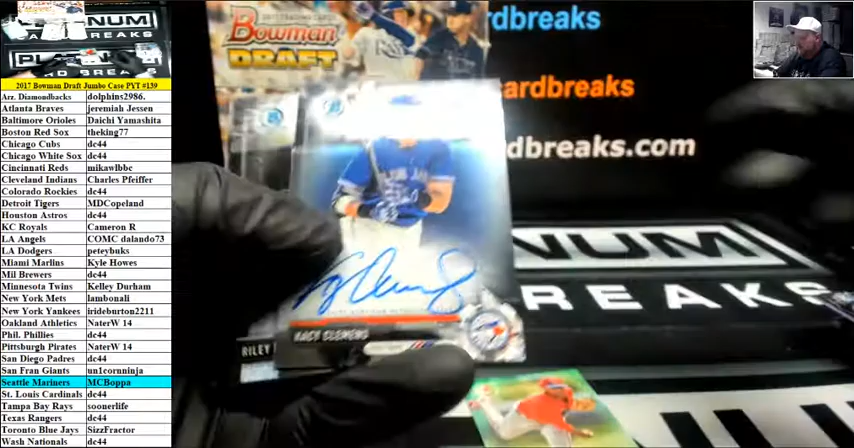 2017 Bowman Draft Jumbo Case PYT #139
Arz. Diamondbacks dolphins2986.
Atlanta Braves jeremiah Jessen
Baltimore Orioles Daichi Yamashita
Boston Red Sox theking77
Chicago Cubs dc44
Chicago White Sox dc44
Cincinnati Reds mikawlbbc
Cleveland Indians Charles Pfeiffer
Colorado Rockies dc44
Detroit Tigers MDCopeland
Houston Astros dc44
KC Royals Cameron R
LA Angels COMC dalando73
LA Dodgers peteybuks
Miami Marlins Kyle Howes
Mil Brewers dc44
Minnesota Twins Kelley Durham
New York Mets lambonali
New York Yankees irideburton2211
Oakland Athletics NaterW 14
Phil. Phillies dc44
Pittsburgh Pirates NaterW 14
San Diego Padres dc44
San Fran Giants un1cornninja
Seattle Mariners MCBoppa
St. Louis Cardinals dc44
Tampa Bay Rays soonerlife
Texas Rangers dc44
Toronto Blue Jays SizzFractor
Wash Nationals dc44
Bowman
DRAFT
KACY CLEMENS
RILEY
cardbreaks
cardbreaks
dbreaks.com
NUM
REAKS